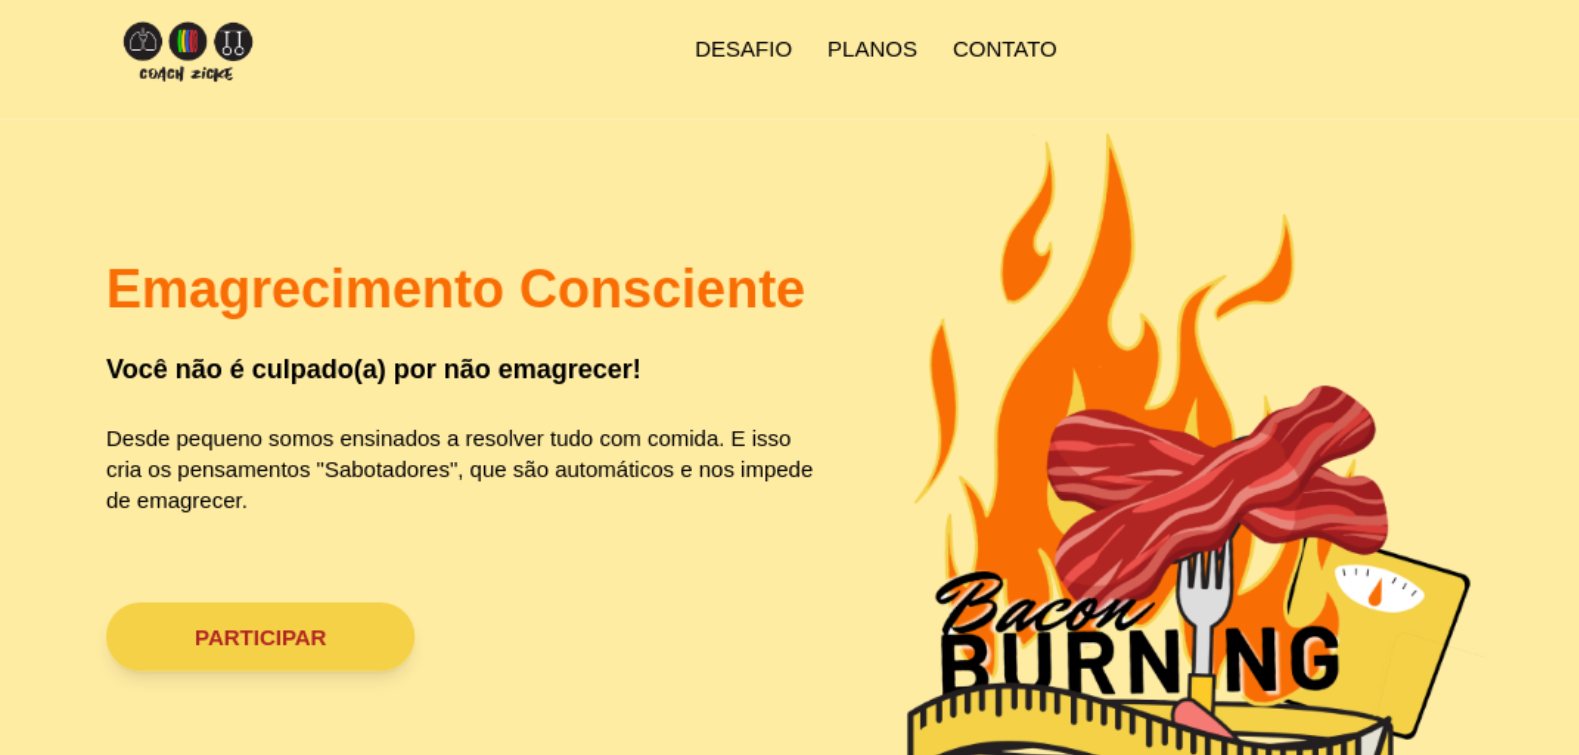 COACH ZICKE
DESAFIO PLANOS CONTATO
Emagrecimento Consciente
Você não é culpado(a) por não emagrecer!
Desde pequeno somos ensinados a resolver tudo com comida. E isso
cria os pensamentos "Sabotadores", que são automáticos e nos impede
de emagrecer.
PARTICIPAR
Bacon
BURNING